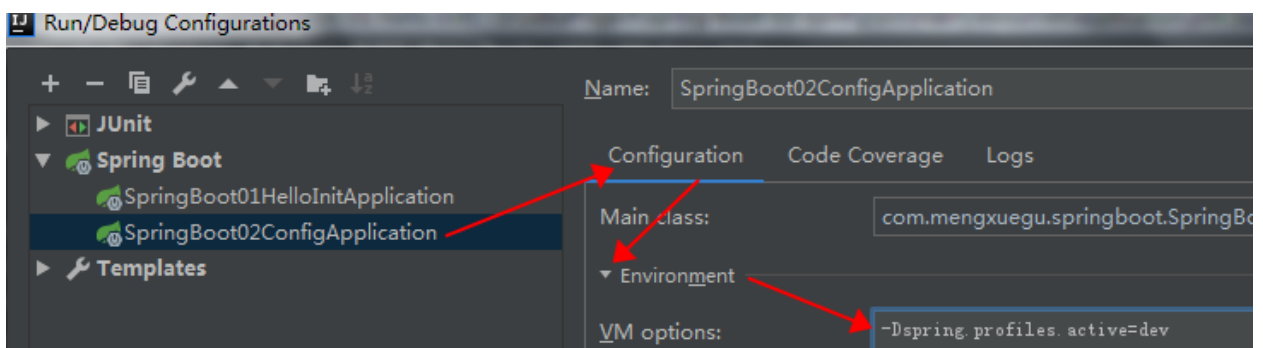 Run/Debug Configurations
Name: SpringBoot02ConfigApplication
JUnit
Spring Boot
Configuration Code Coverage Logs
SpringBoot01HelloInitApplication
Main class: com.mengxuegu.springboot.SpringBo
SpringBoot02ConfigApplication
Templates
Environment
VM options: -Dspring.profiles.active=dev